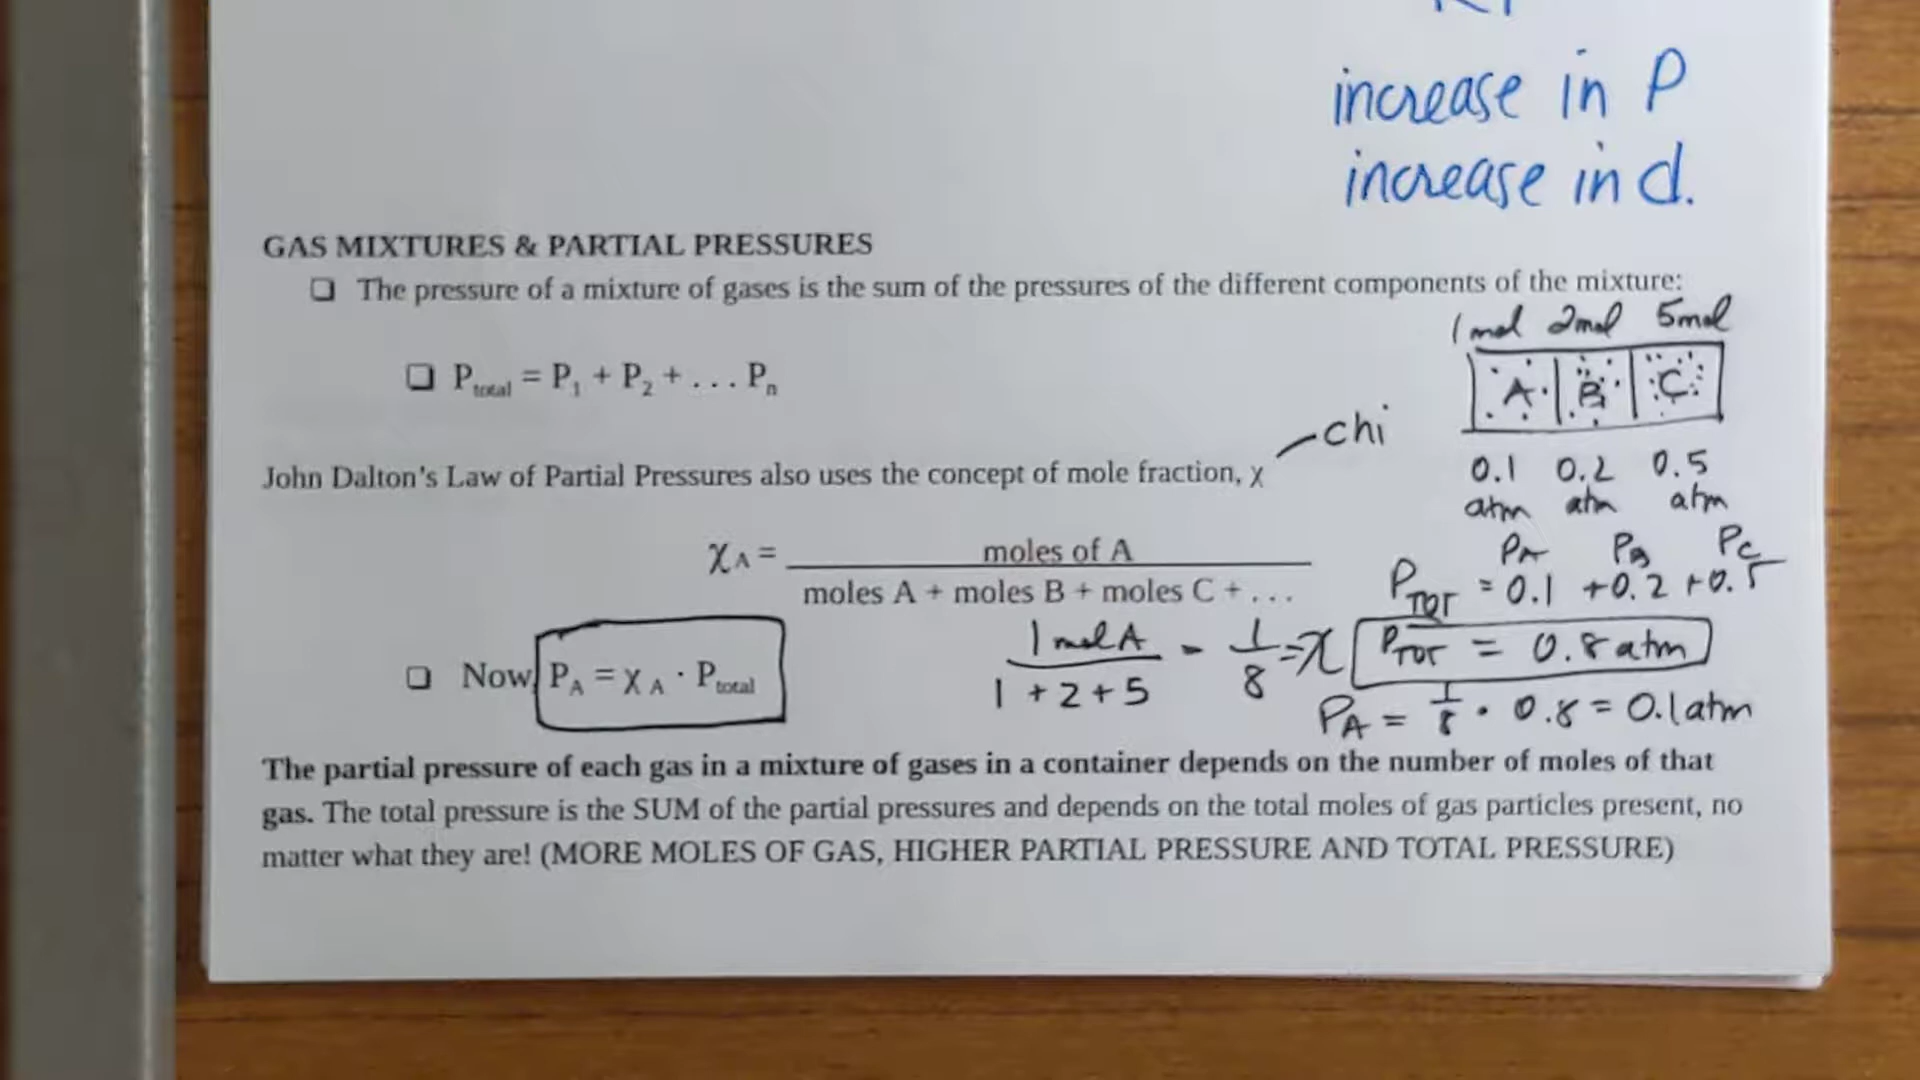 increase in P
increase in d.
GAS MIXTURES & PARTIAL PRESSURES
❑ The pressure of a mixture of gases is the sum of the pressures of the different components of the mixture:
1 mol 2mol 5mol
❑ Ptotal = P1 + P2 + . . . Pn
A B C
chi
John Dalton's Law of Partial Pressures also uses the concept of mole fraction, χ
0.1 0.2 0.5
atm atm atm
PA PB PC
χA = moles of A
moles A + moles B + moles C + . . .
PTOT = 0.1 + 0.2 + 0.5
1 mol A
1 + 2 + 5
- 1/8 = χ
PTOT = 0.8 atm
❑ Now, PA = χA · Ptotal
PA = 1/8 · 0.8 = 0.1atm
The partial pressure of each gas in a mixture of gases in a container depends on the number of moles of that
gas. The total pressure is the SUM of the partial pressures and depends on the total moles of gas particles present, no
matter what they are! (MORE MOLES OF GAS, HIGHER PARTIAL PRESSURE AND TOTAL PRESSURE)